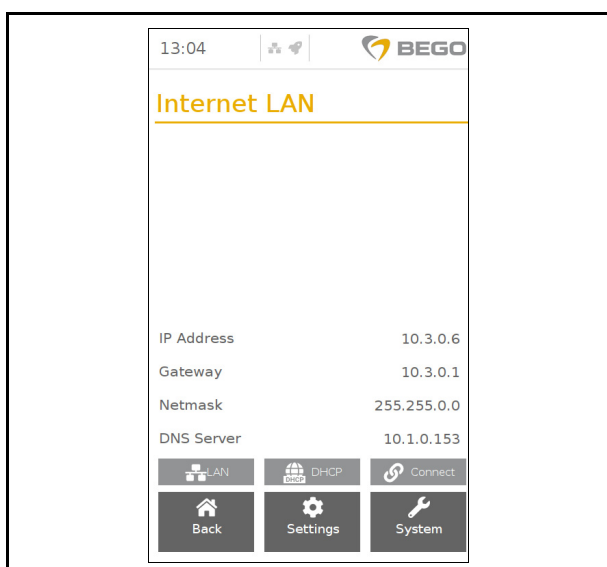 13:04 BEGO
Internet LAN
IP Address 10.3.0.6
Gateway 10.3.0.1
Netmask 255.255.0.0
DNS Server 10.1.0.153
LAN DHCP DHCP Connect
Back Settings System